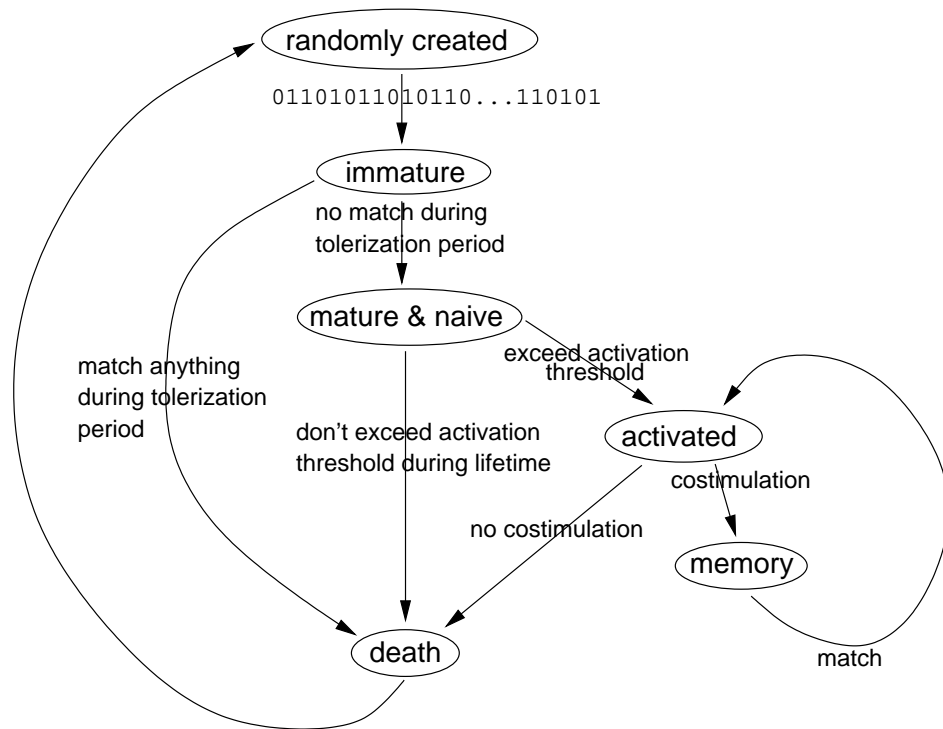 randomly created
01101011010110...110101
immature
no match during
tolerization period
mature & naive
exceed activation
threshold
match anything
during tolerization
period
don't exceed activation
threshold during lifetime
activated
costimulation
no costimulation
memory
death
match